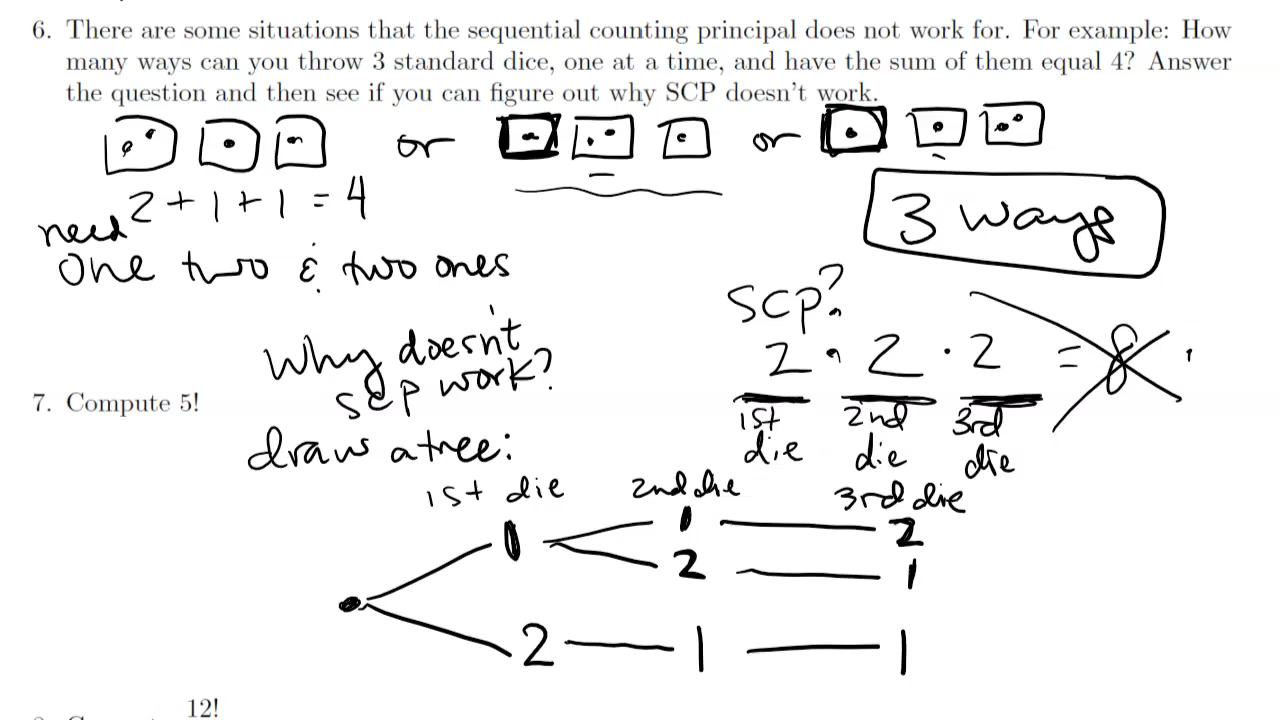 6. There are some situations that the sequential counting principal does not work for. For example: How
many ways can you throw 3 standard dice, one at a time, and have the sum of them equal 4? Answer
the question and then see if you can figure out why SCP doesn't work.
or or
2 + 1 + 1 = 4
3 ways
need
One two & two ones
SCP?
2 · 2 · 2 = 8
1st die 2nd die 3rd die
Why doesn't
SCP work?
7. Compute 5!
draw a tree:
1st die 2nd die 3rd die
1 1 2
2 1
2 1 1
12!